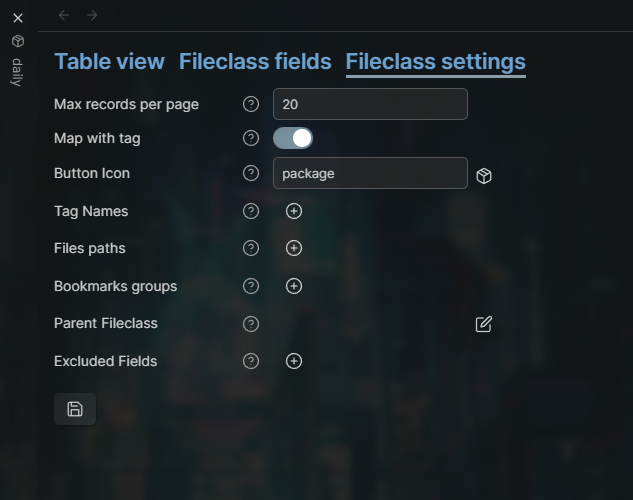 daily
Table view Fileclass fields Fileclass settings
Max records per page 20
Map with tag
Button Icon package
Tag Names
Files paths
Bookmarks groups
Parent Fileclass
Excluded Fields